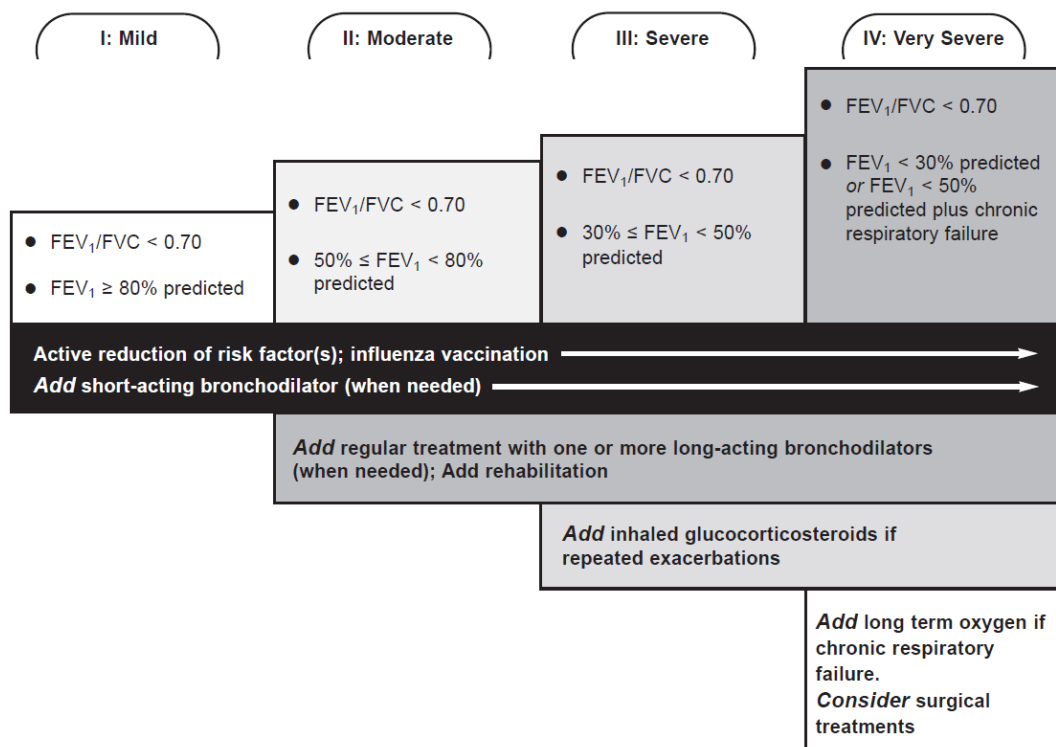 I: Mild
II: Moderate
III: Severe
IV: Very Severe
● FEV₁/FVC < 0.70
● FEV₁ ≥ 80% predicted
● FEV₁/FVC < 0.70
● 50% ≤ FEV₁ < 80%
predicted
● FEV₁/FVC < 0.70
● 30% ≤ FEV₁ < 50%
predicted
● FEV₁/FVC < 0.70
● FEV₁ < 30% predicted
or FEV₁ < 50%
predicted plus chronic
respiratory failure
Active reduction of risk factor(s); influenza vaccination
Add short-acting bronchodilator (when needed)
Add regular treatment with one or more long-acting bronchodilators
(when needed); Add rehabilitation
Add inhaled glucocorticosteroids if
repeated exacerbations
Add long term oxygen if
chronic respiratory
failure.
Consider surgical
treatments